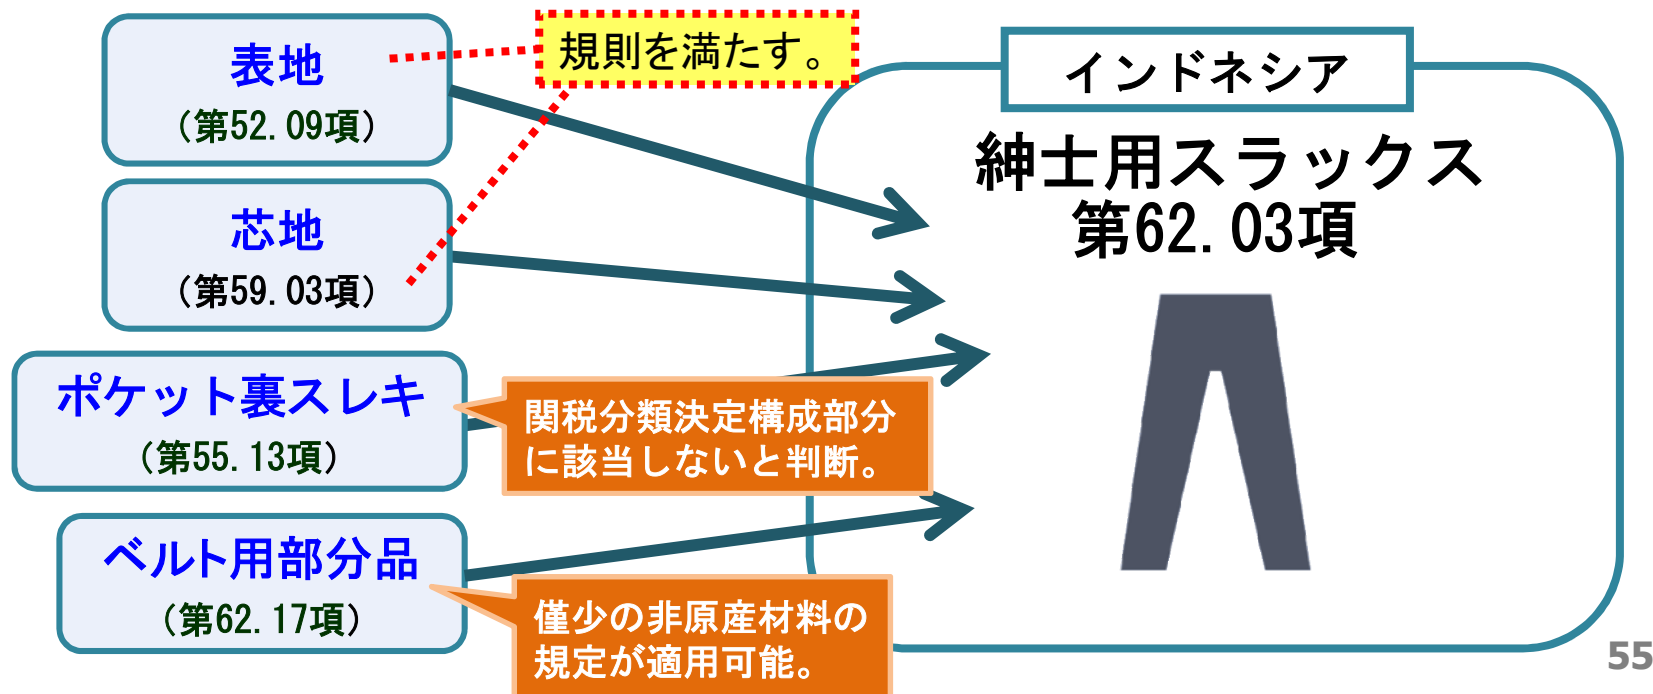 表地
(第52.09項)
規則を満たす。
芯地
(第59.03項)
ポケット裏スレキ
(第55.13項)
関税分類決定構成部分
に該当しないと判断。
ベルト用部分品
(第62.17項)
僅少の非原産材料の
規定が適用可能。
インドネシア
紳士用スラックス
第62.03項
55